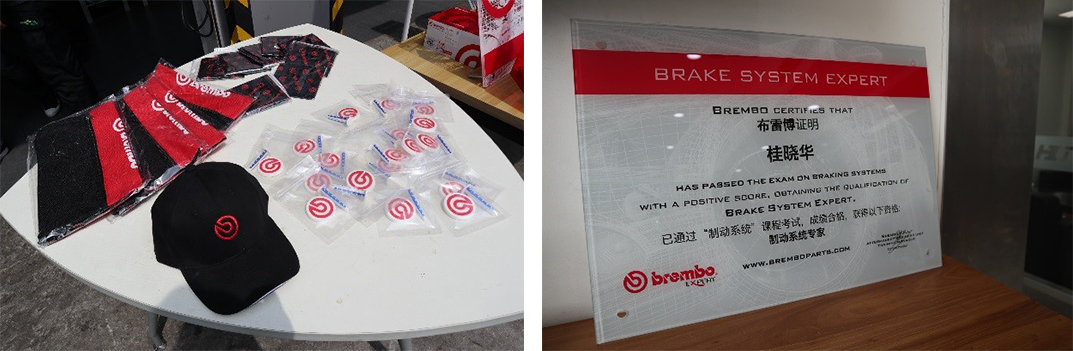 brembo
brembo
BRAKE SYSTEM EXPERT
BREMBO CERTIFIES THAT
布雷博证明
桂晓华
HAS PASSED THE EXAM ON BRAKING SYSTEMS
WITH A POSITIVE SCORE, OBTAINING THE QUALIFICATION OF
BRAKE SYSTEM EXPERT.
已通过“制动系统”课程考试，成绩合格，获得以下资格:
制动系统专家
WWW.BREMBOPARTS.COM
brembo
EXPERT